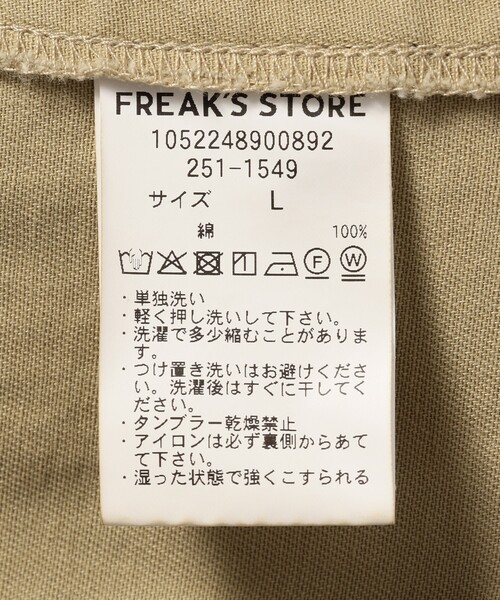 FREAK'S STORE
1052248900892
251-1549
サイズ L
綿 100%
F W
・単独洗い
・軽く押し洗いして下さい。
・洗濯で多少縮むことがありま
す。
・つけ置き洗いはお避けくださ
い。洗濯後はすぐに干してく
ださい。
・タンブラー乾燥禁止
・アイロンは必ず裏側からあて
て下さい。
・湿った状態で強くこすられる